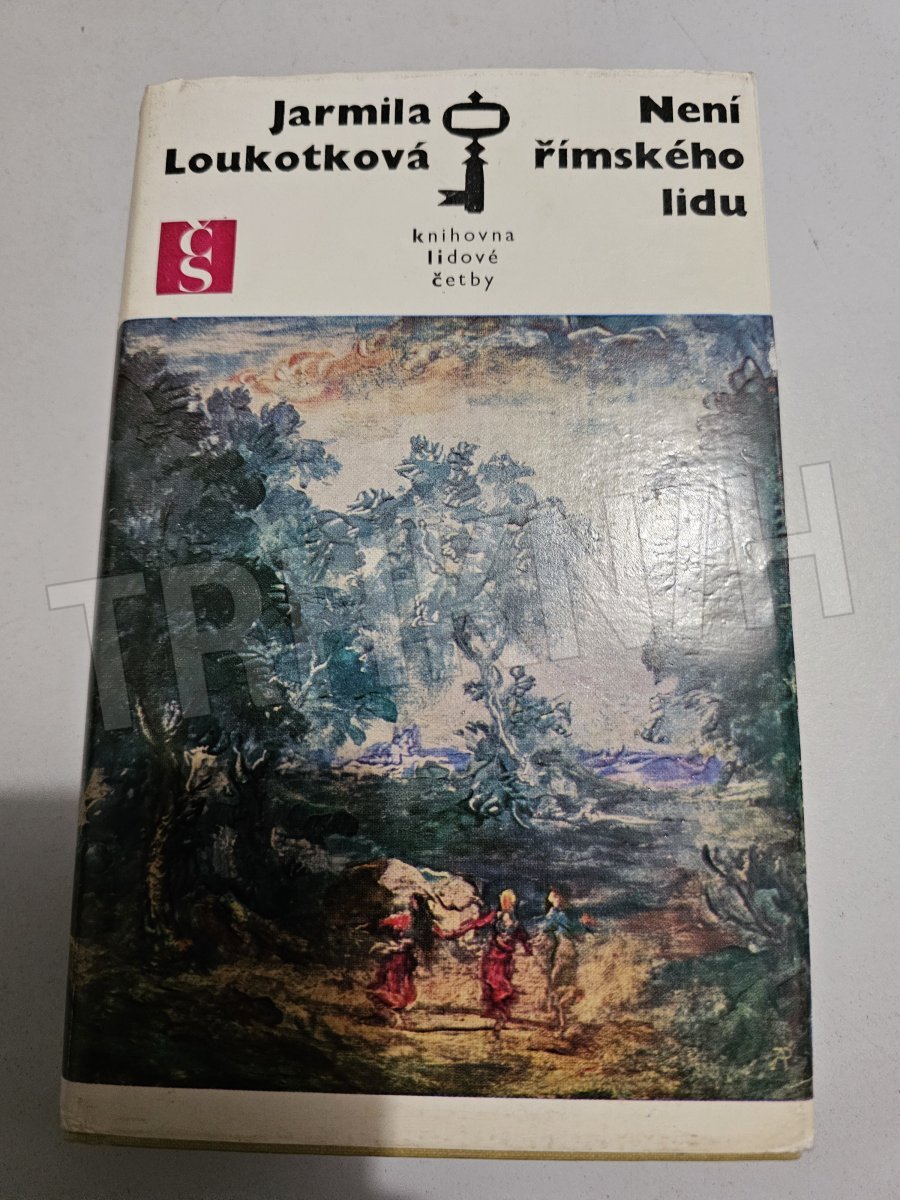 Jarmila
Loukotková
Není
římského
lidu
ČS
knihovna
lidové
četby